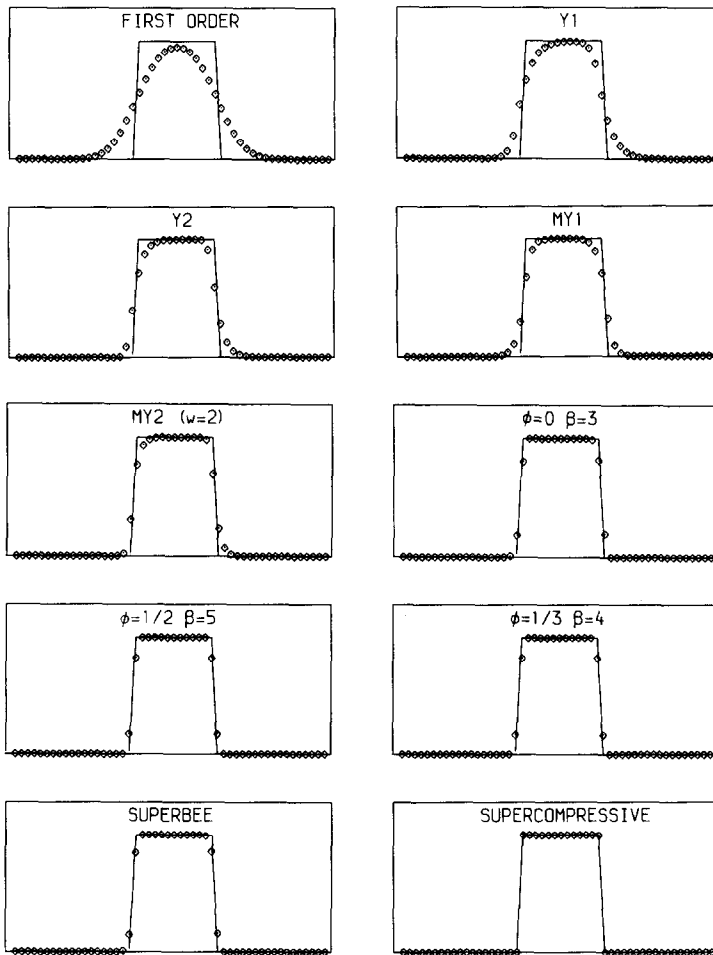 FIRST ORDER
Y1
Y2
MY1
MY2 (w=2)
ϕ=0 β=3
ϕ=1/2 β=5
ϕ=1/3 β=4
SUPERBEE
SUPERCOMPRESSIVE